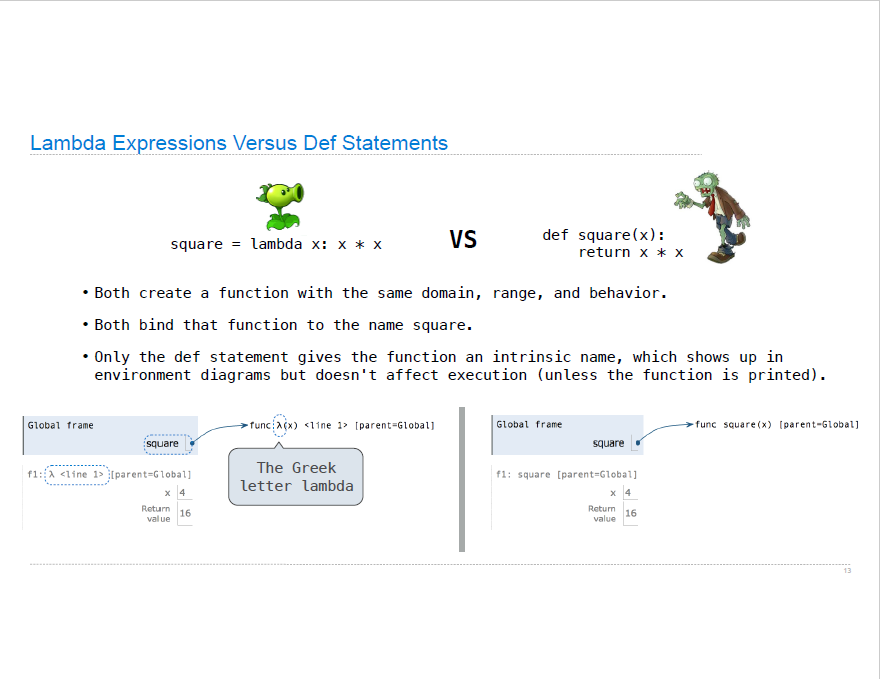 Lambda Expressions Versus Def Statements
square = lambda x: x * x
VS
def square(x):
return x * x
• Both create a function with the same domain, range, and behavior.
• Both bind that function to the name square.
• Only the def statement gives the function an intrinsic name, which shows up in
environment diagrams but doesn't affect execution (unless the function is printed).
Global frame
square
func λ(x) <line 1> [parent=Global]
f1: λ <line 1> [parent=Global]
x 4
Return
value 16
The Greek
letter lambda
Global frame
square
func square(x) [parent=Global]
f1: square [parent=Global]
x 4
Return
value 16
13